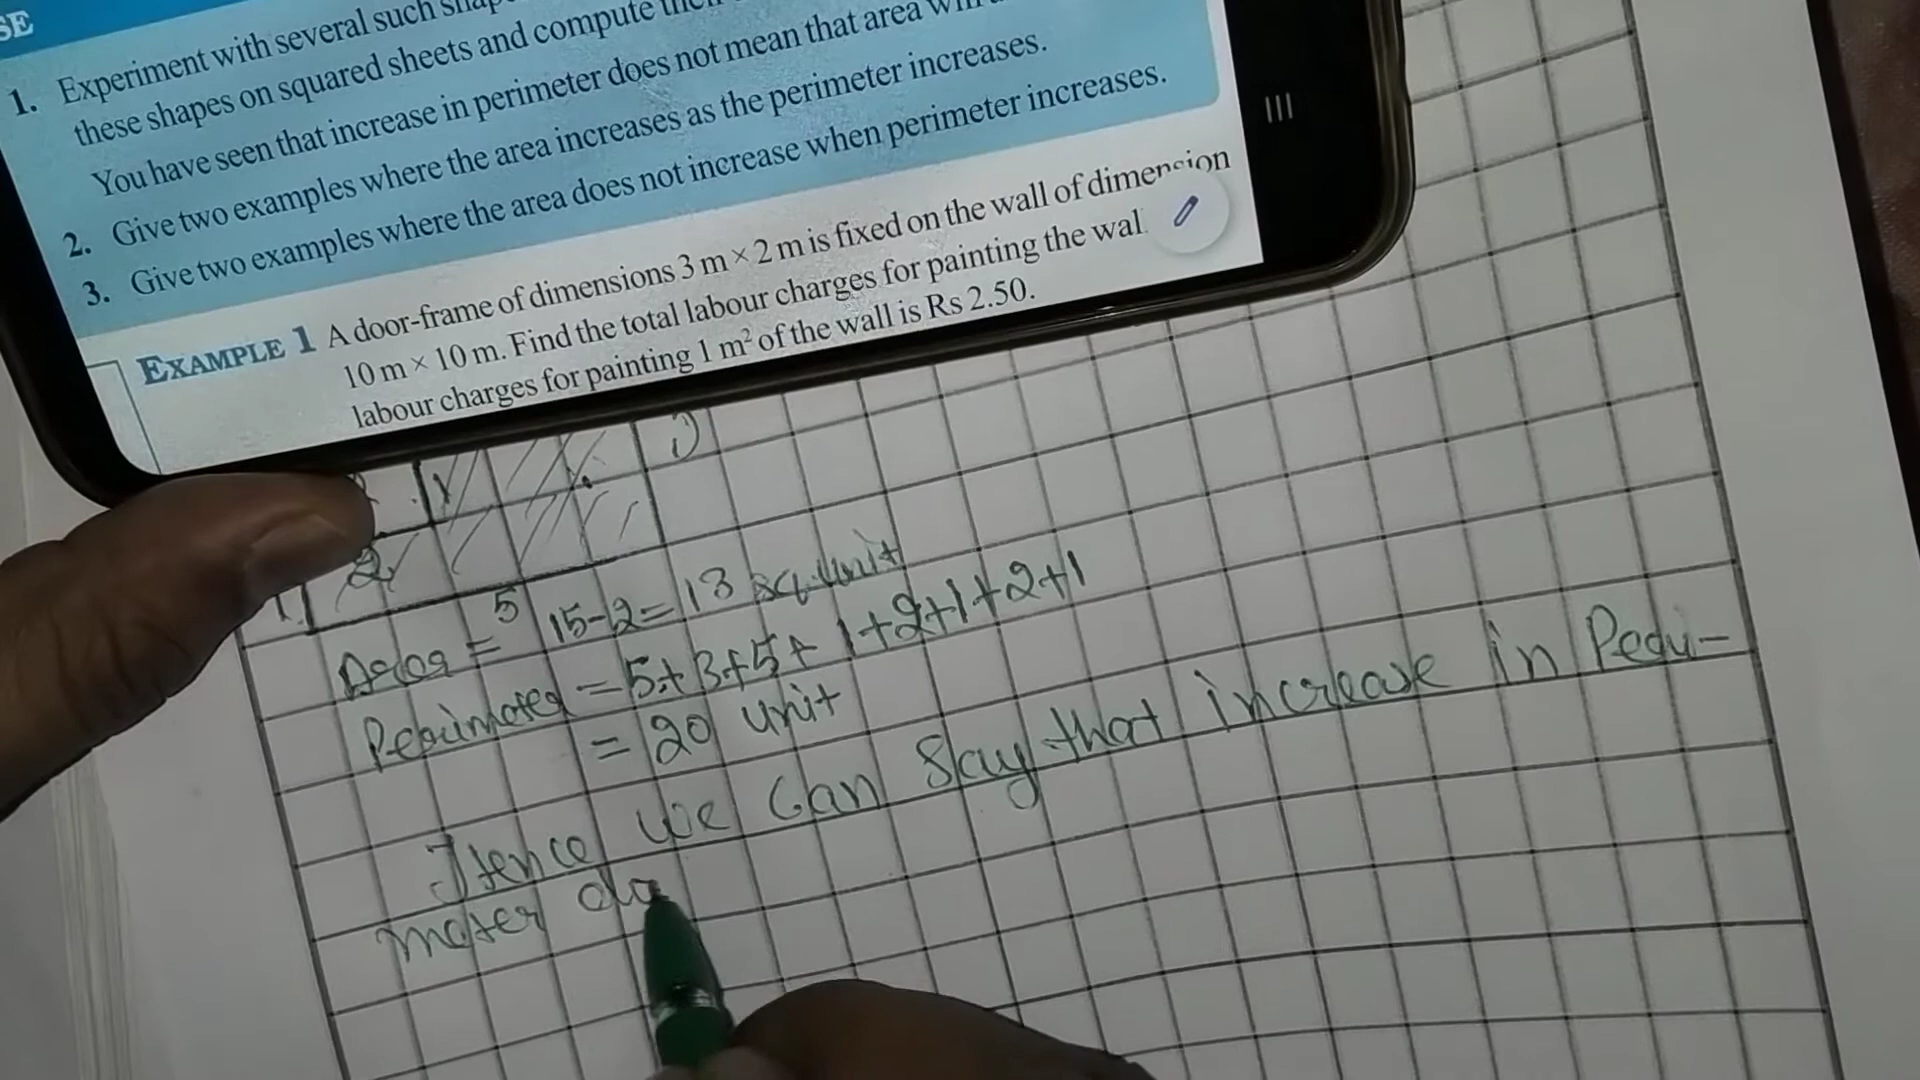 SE
1. Experiment with several such
these shapes on squared sheets and compute
You have seen that increase in perimeter does not mean that area
2. Give two examples where the area increases as the perimeter increases.
3. Give two examples where the area does not increase when perimeter increases.
EXAMPLE 1 A door-frame of dimensions 3 m × 2 m is fixed on the wall of dimension
10 m × 10 m. Find the total labour charges for painting the wal
labour charges for painting 1 m² of the wall is Rs 2.50.
5
= 15-2=13 sq.unit
Perimeter = 5+3+5+1+2+1+2+1
= 20 unit
Hence we can say that increase in Peri-
meter do